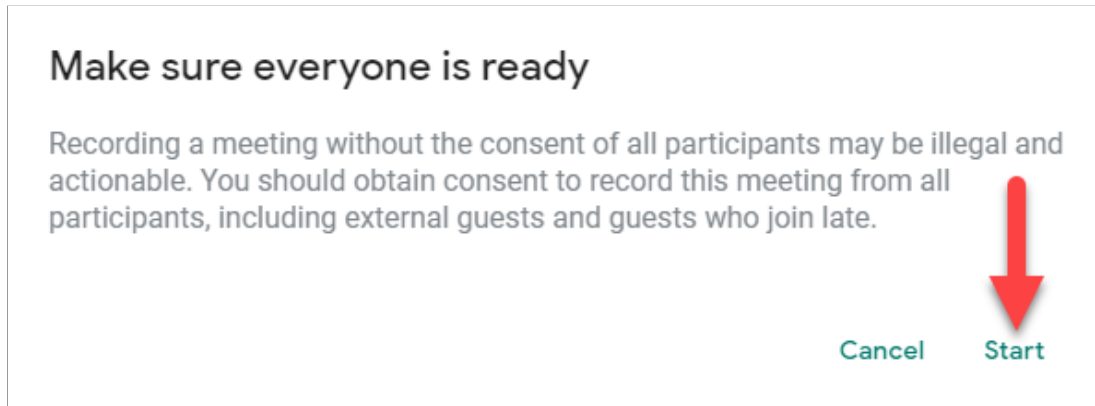 Make sure everyone is ready
Recording a meeting without the consent of all participants may be illegal and
actionable. You should obtain consent to record this meeting from all
participants, including external guests and guests who join late.
Cancel Start